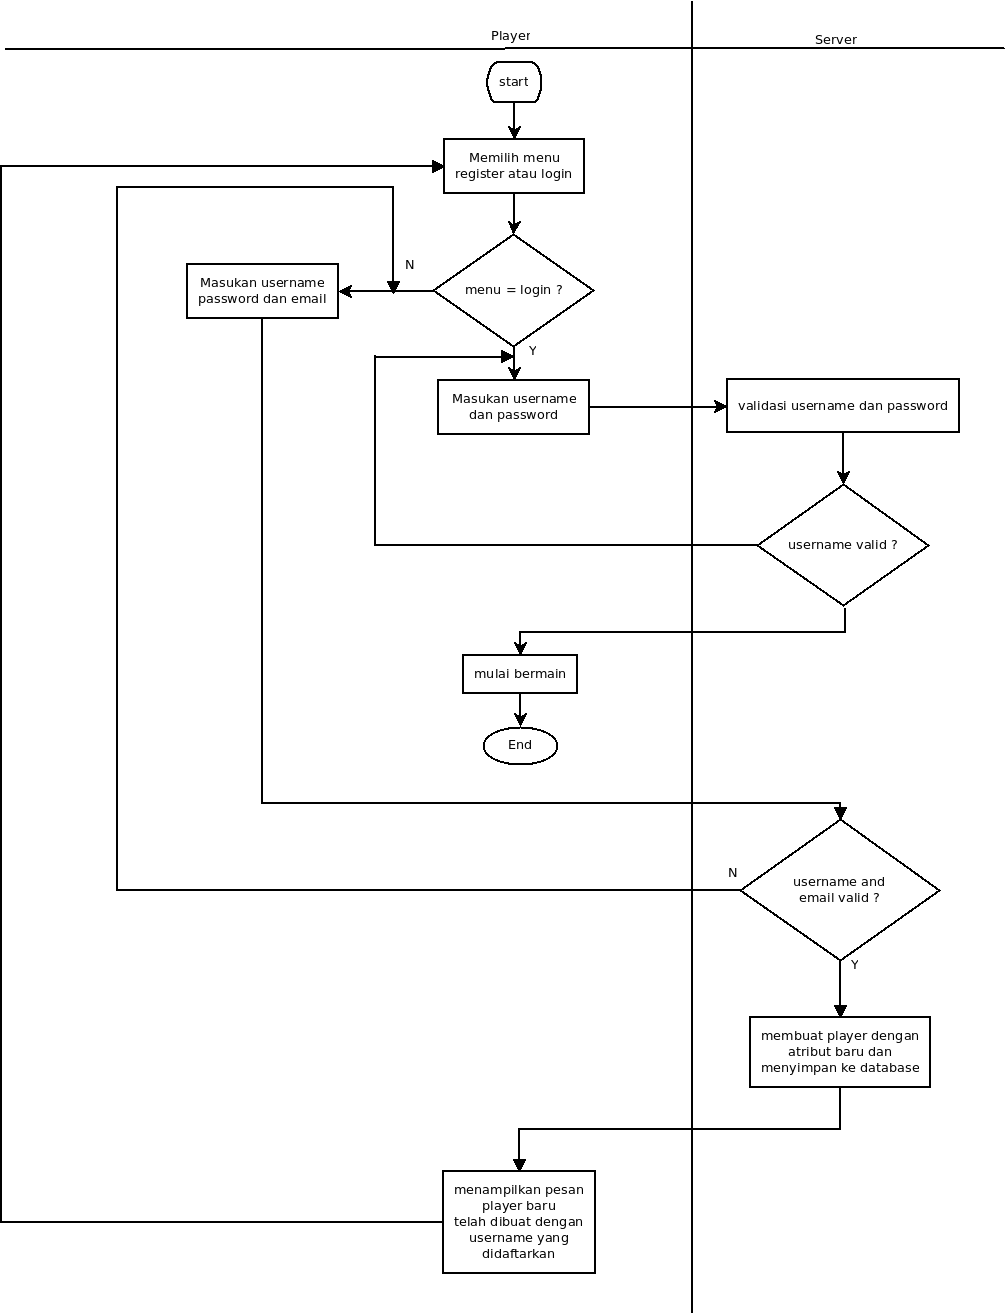 Player
Server
start
Memilih menu
register atau login
N
menu = login ?
Masukan username
password dan email
Y
Masukan username
dan password
validasi username dan password
username valid ?
mulai bermain
End
N
username and
email valid ?
Y
membuat player dengan
atribut baru dan
menyimpan ke database
menampilkan pesan
player baru
telah dibuat dengan
username yang
didaftarkan